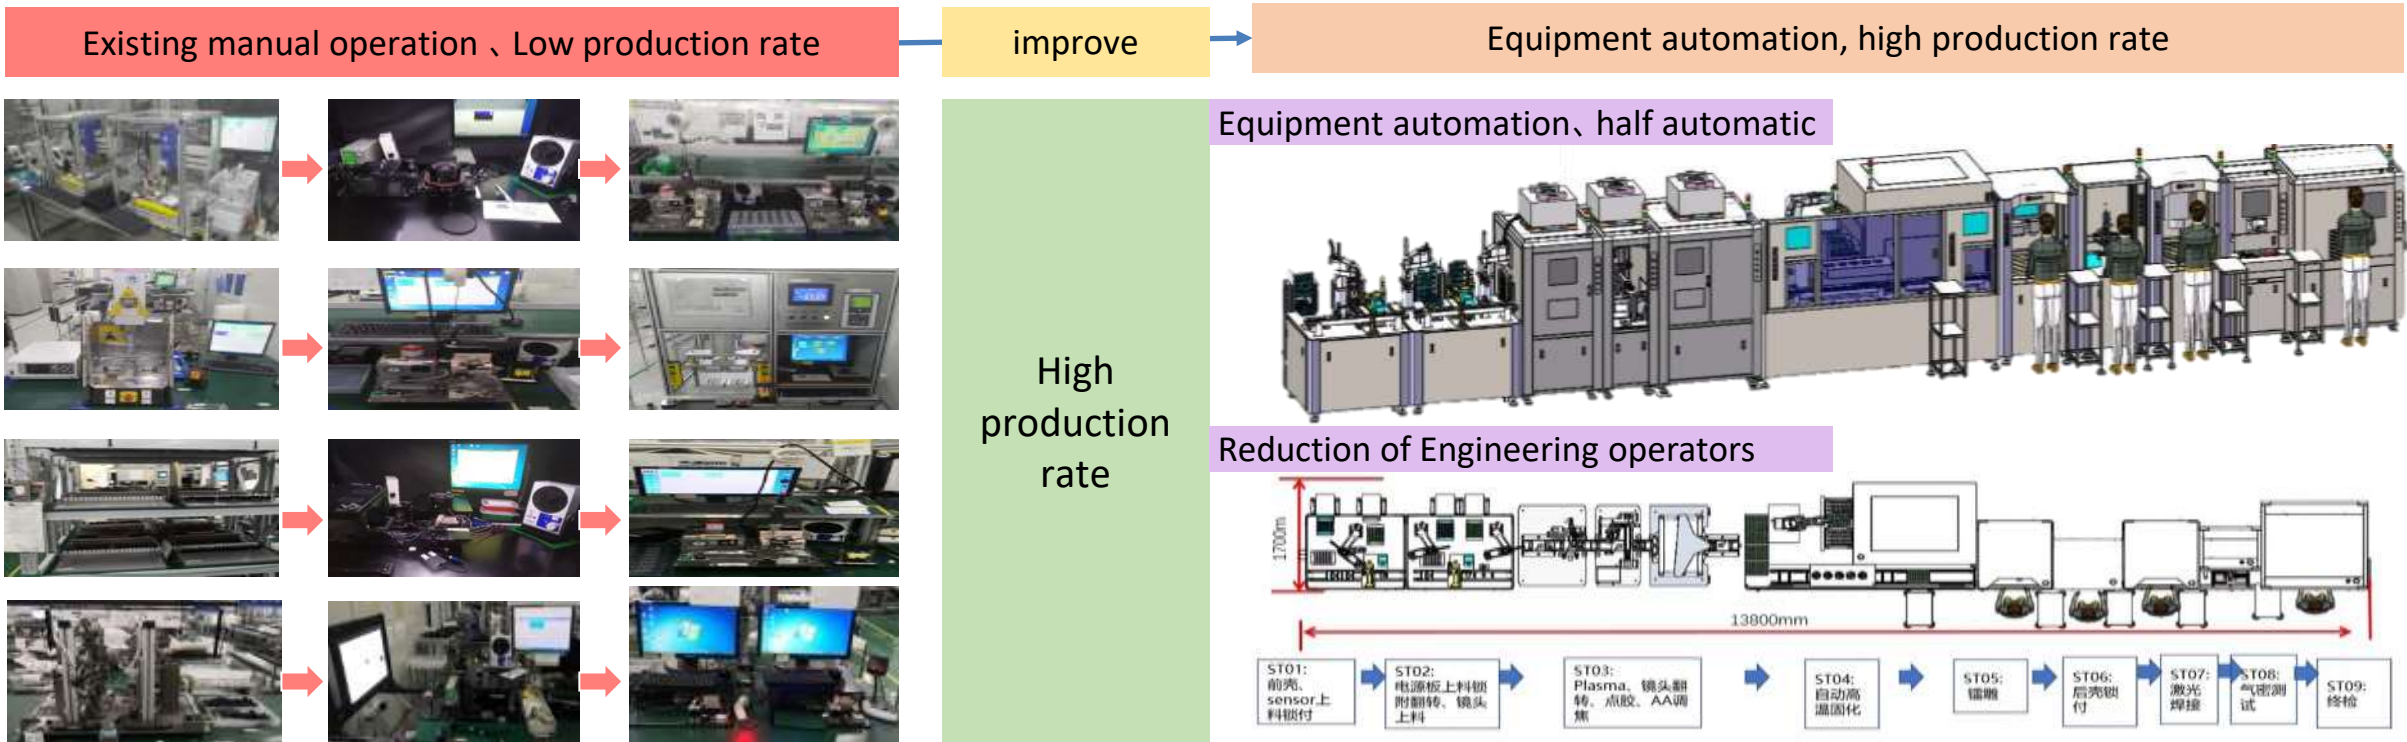 Existing manual operation 、Low production rate
improve
Equipment automation, high production rate
Equipment automation、half automatic
High
production
rate
Reduction of Engineering operators
1700m
13800mm
ST01:
前壳、
sensor上
料锁付
ST02:
电源板上料锁
附翻转、镜头
上料
ST03:
Plasma、镜头翻
转、点胶、AA调
焦
ST04:
自动高
温固化
ST05:
镭雕
ST06:
后壳锁
付
ST07:
激光
焊接
ST08:
气密测
试
ST09:
终检